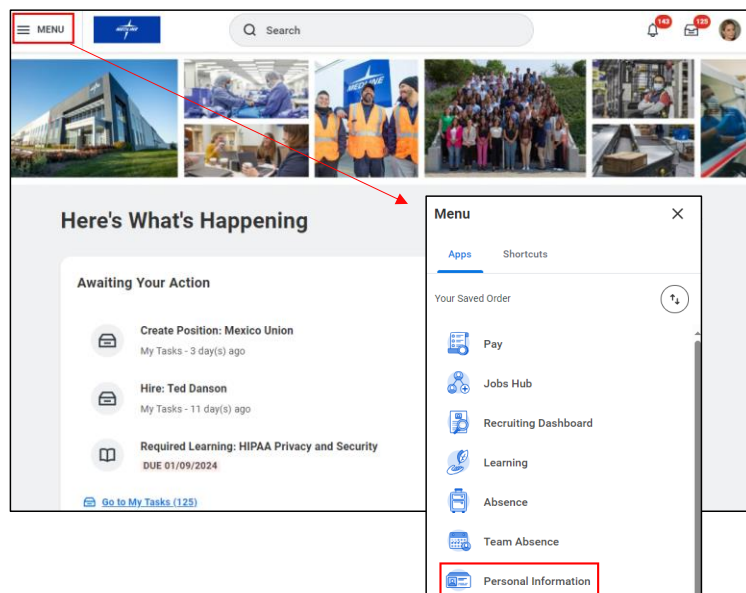 MENU
MEDLINE
Search
143
125
MEDLINE
Here's What's Happening
Awaiting Your Action
Create Position: Mexico Union
My Tasks - 3 day(s) ago
Hire: Ted Danson
My Tasks - 11 day(s) ago
Required Learning: HIPAA Privacy and Security
DUE 01/09/2024
Go to My Tasks (125)
Menu
Apps
Shortcuts
Your Saved Order
Pay
Jobs Hub
Recruiting Dashboard
Learning
Absence
Team Absence
Personal Information